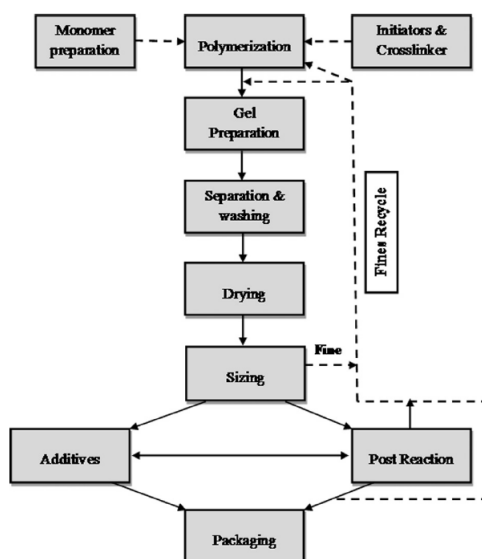 Monomer
preparation
Polymerization
Initiators &
Crosslinker
Gel
Preparation
Separation &
washing
Fines Recycle
Drying
Fine
Sizing
Additives
Post Reaction
Packaging